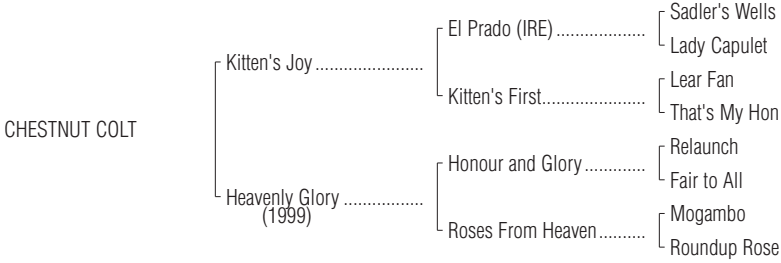 Sadler's Wells
El Prado (IRE)
Lady Capulet
Kitten's Joy
Lear Fan
Kitten's First
That's My Hon
CHESTNUT COLT
Relaunch
Honour and Glory
Fair to All
Heavenly Glory
(1999)
Mogambo
Roses From Heaven
Roundup Rose